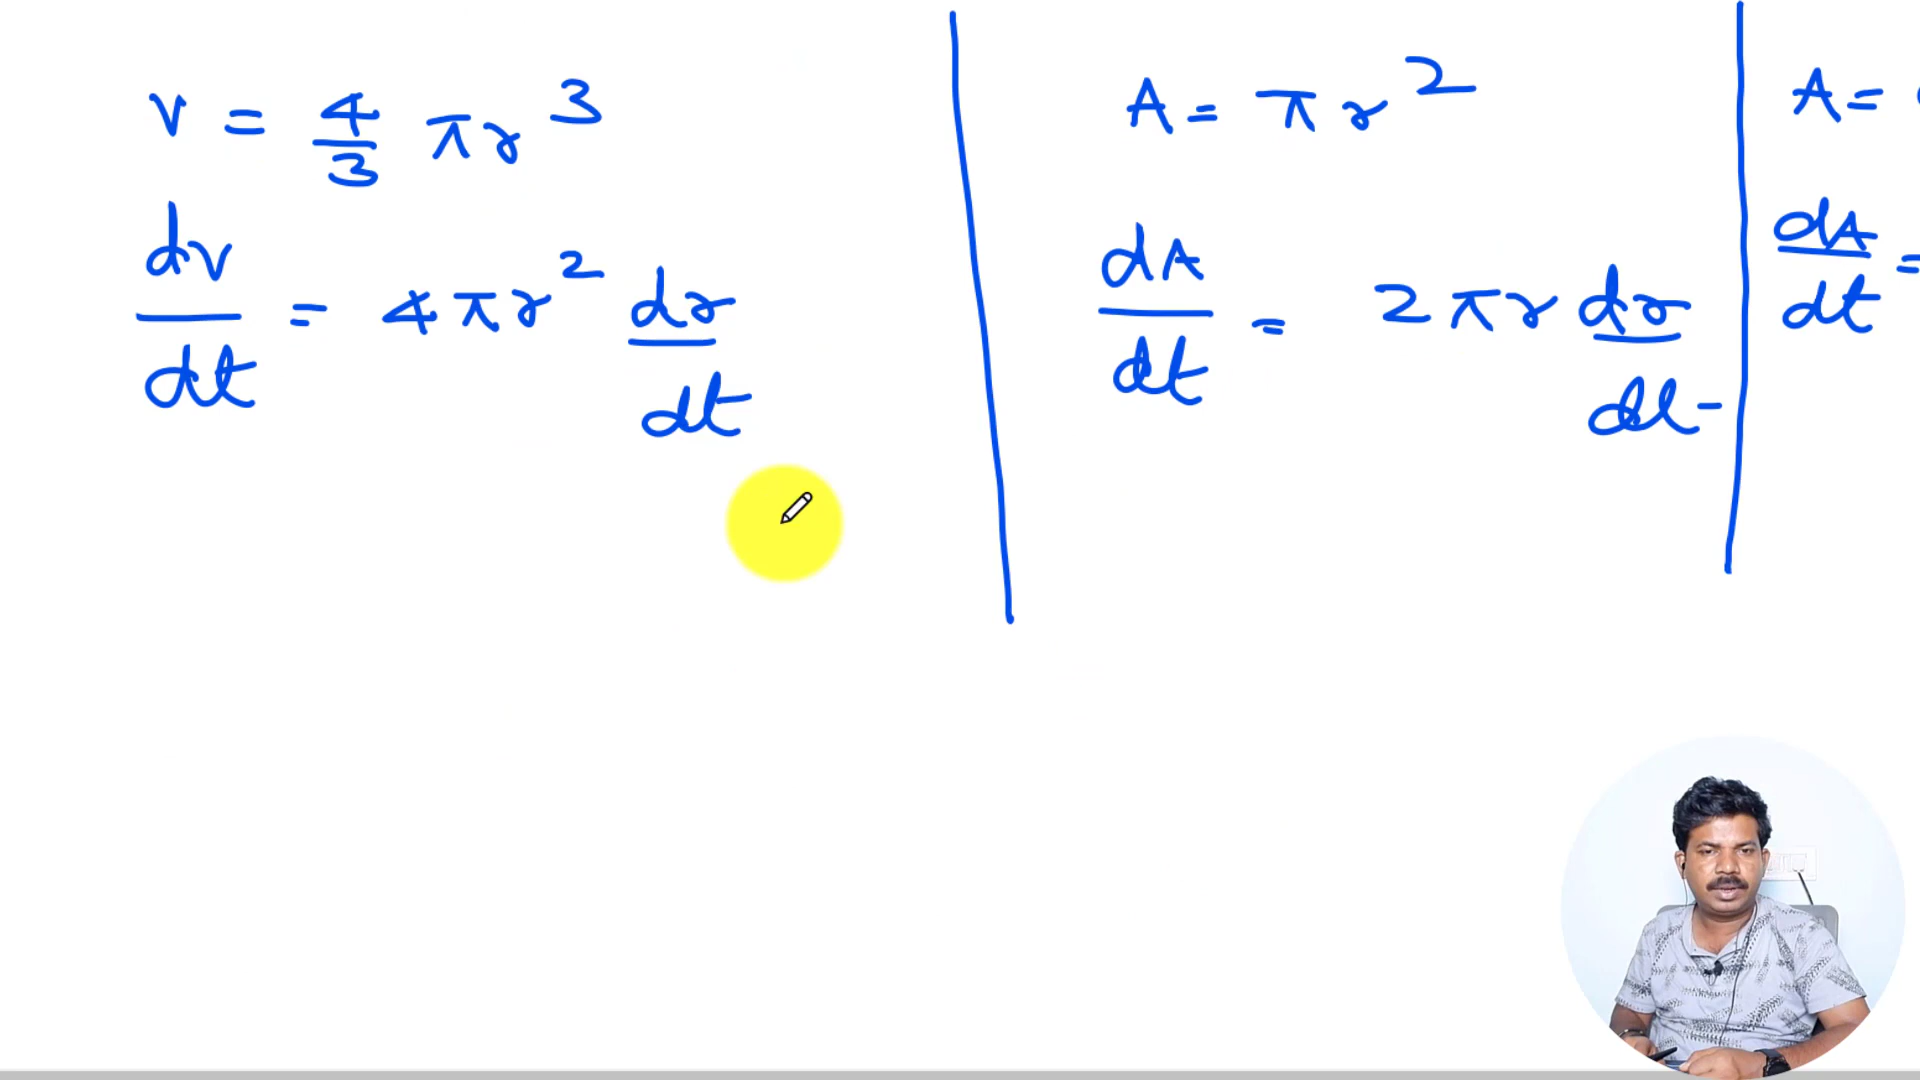 v = 4/3 πr³
dv/dt = 4πr² dr/dt
A = πr²
dA/dt = 2πr dr/dt
A =
dA/dt =